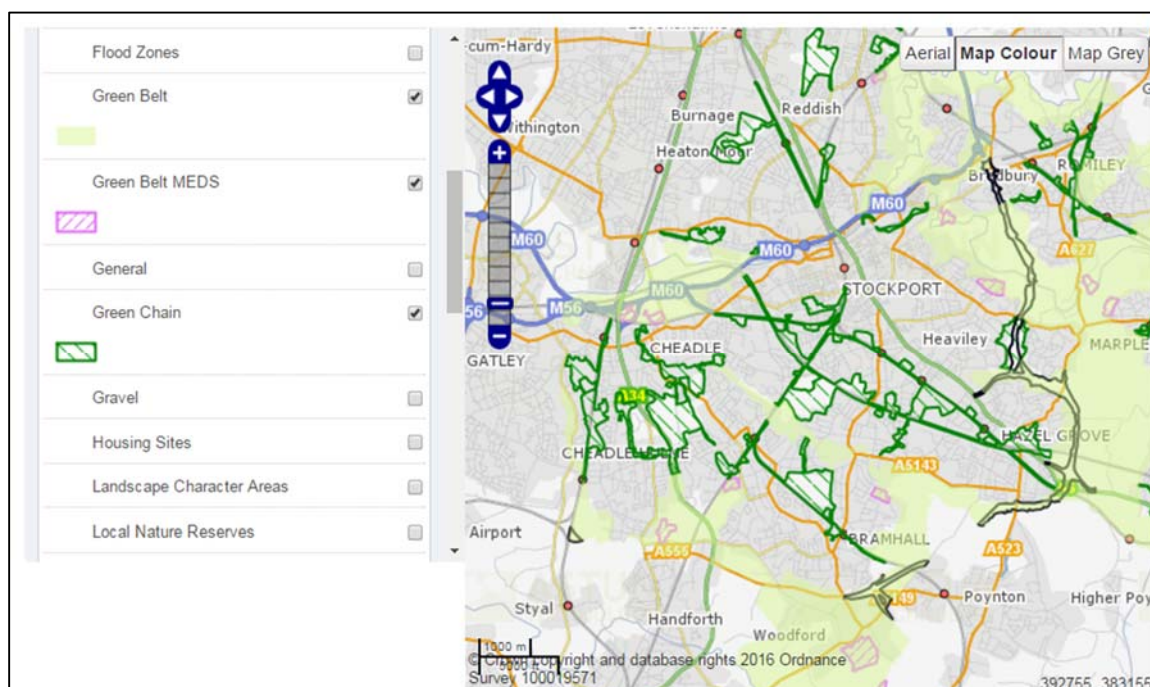 Flood Zones
Green Belt
Green Belt MEDS
General
Green Chain
Gravel
Housing Sites
Landscape Character Areas
Local Nature Reserves
-cum-Hardy
Aerial Map Colour Map Grey
Burnage
Reddish
Withington
Heaton Moor
Bredbury
ROMILEY
M60
M60
M60
A627
M60
STOCKPORT
M56
56
Heaviley
MARPLE
GATLEY
CHEADLE
A34
HAZEL GROVE
CHEADLE HULME
A5143
Airport
BRAMHALL
A555
A523
149
Styal
Poynton
Higher Poy
Handforth
Woodford
1000 m
© Crown copyright and database rights 2016 Ordnance
Survey 100019571
392755, 383155